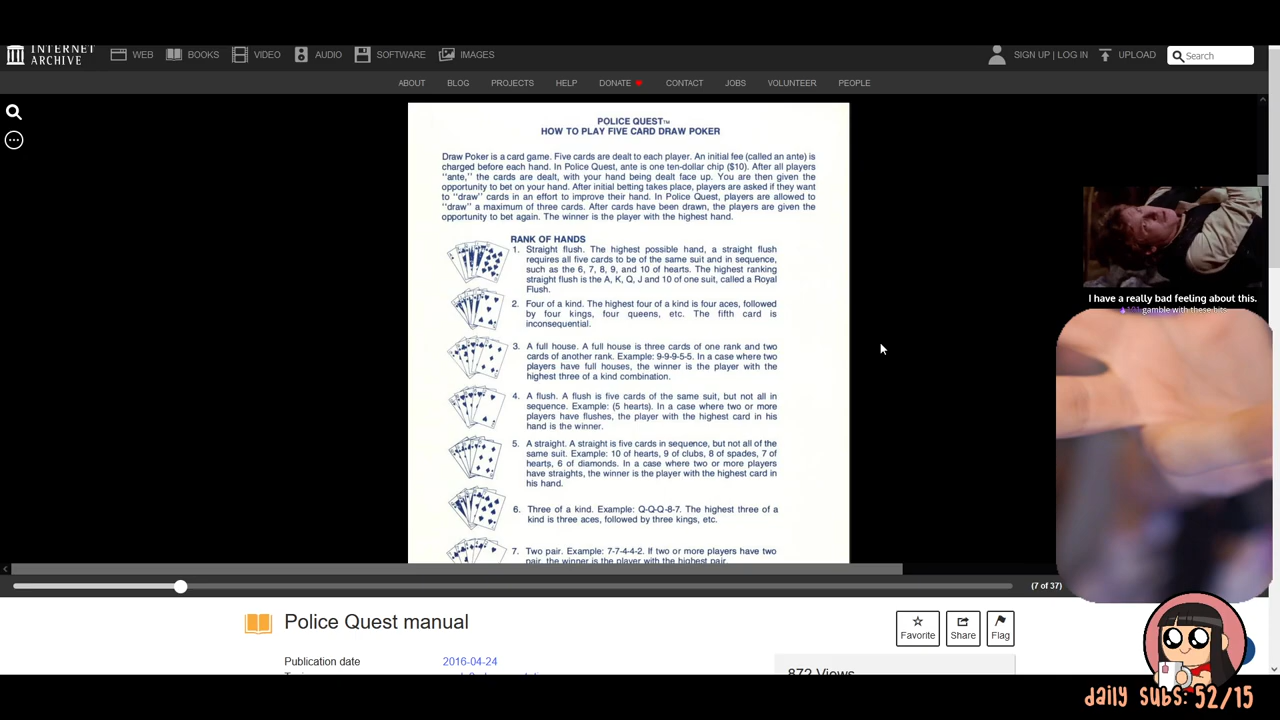 INTERNET
ARCHIVE
WEB
BOOKS
VIDEO
AUDIO
SOFTWARE
IMAGES
SIGN UP | LOG IN
UPLOAD
Search
ABOUT
BLOG
PROJECTS
HELP
DONATE
CONTACT
JOBS
VOLUNTEER
PEOPLE
POLICE QUEST™
HOW TO PLAY FIVE CARD DRAW POKER
Draw Poker is a card game. Five cards are dealt to each player. An initial fee (called an ante) is
charged before each hand. In Police Quest, ante is one ten-dollar chip ($10). After all players
''ante,'' the cards are dealt, with your hand being dealt face up. You are then given the
opportunity to bet on your hand. After initial betting takes place, players are asked if they want
to ''draw'' cards in an effort to improve their hand. In Police Quest, players are allowed to
''draw'' a maximum of three cards. After cards have been drawn, the players are given the
opportunity to bet again. The winner is the player with the highest hand.
RANK OF HANDS
1. Straight flush. The highest possible hand, a straight flush
requires all five cards to be of the same suit and in sequence,
such as the 6, 7, 8, 9, and 10 of hearts. The highest ranking
straight flush is the A, K, Q, J and 10 of one suit, called a Royal
Flush.
2. Four of a kind. The highest four of a kind is four aces, followed
by four kings, four queens, etc. The fifth card is
inconsequential.
3. A full house. A full house is three cards of one rank and two
cards of another rank. Example: 9-9-9-5-5. In a case where two
players have full houses, the winner is the player with the
highest three of a kind combination.
4. A flush. A flush is five cards of the same suit, but not all in
sequence. Example: (5 hearts). In a case where two or more
players have flushes, the player with the highest card in his
hand is the winner.
5. A straight. A straight is five cards in sequence, but not all of the
same suit. Example: 10 of hearts, 9 of clubs, 8 of spades, 7 of
hearts, 6 of diamonds. In a case where two or more players
have straights, the winner is the player with the highest card in
his hand.
6. Three of a kind. Example: Q-Q-Q-8-7. The highest three of a
kind is three aces, followed by three kings, etc.
7. Two pair. Example: 7-7-4-4-2. If two or more players have two
pair, the winner is the player with the highest pair.
I have a really bad feeling about this.
gamble with these bits
(7 of 37)
Police Quest manual
Favorite
Share
Flag
Publication date
2016-04-24
872 Views
daily subs: 52/15